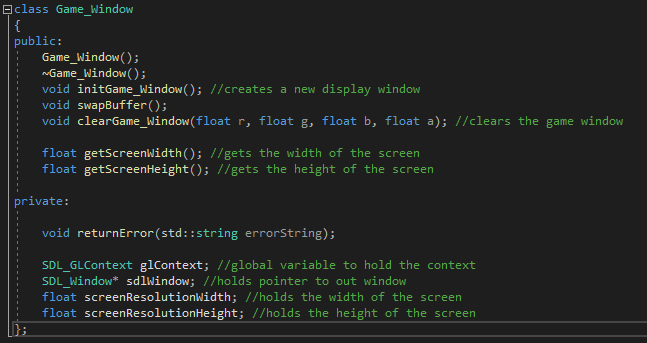 class Game_Window
{
public:
Game_Window();
~Game_Window();
void initGame_Window(); //creates a new display window
void swapBuffer();
void clearGame_Window(float r, float g, float b, float a); //clears the game window
float getScreenWidth(); //gets the width of the screen
float getScreenHeight(); //gets the height of the screen
private:
void returnError(std::string errorString);
SDL_GLContext glContext; //global variable to hold the context
SDL_Window* sdlWindow; //holds pointer to out window
float screenResolutionWidth; //holds the width of the screen
float screenResolutionHeight; //holds the height of the screen
};